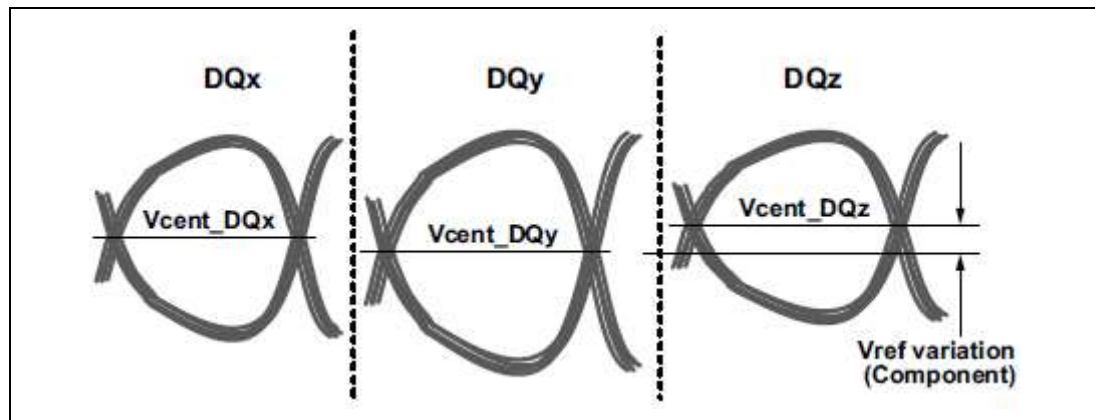 DQx
DQy
DQz
Vcent_DQx
Vcent_DQy
Vcent_DQz
Vref variation
(Component)